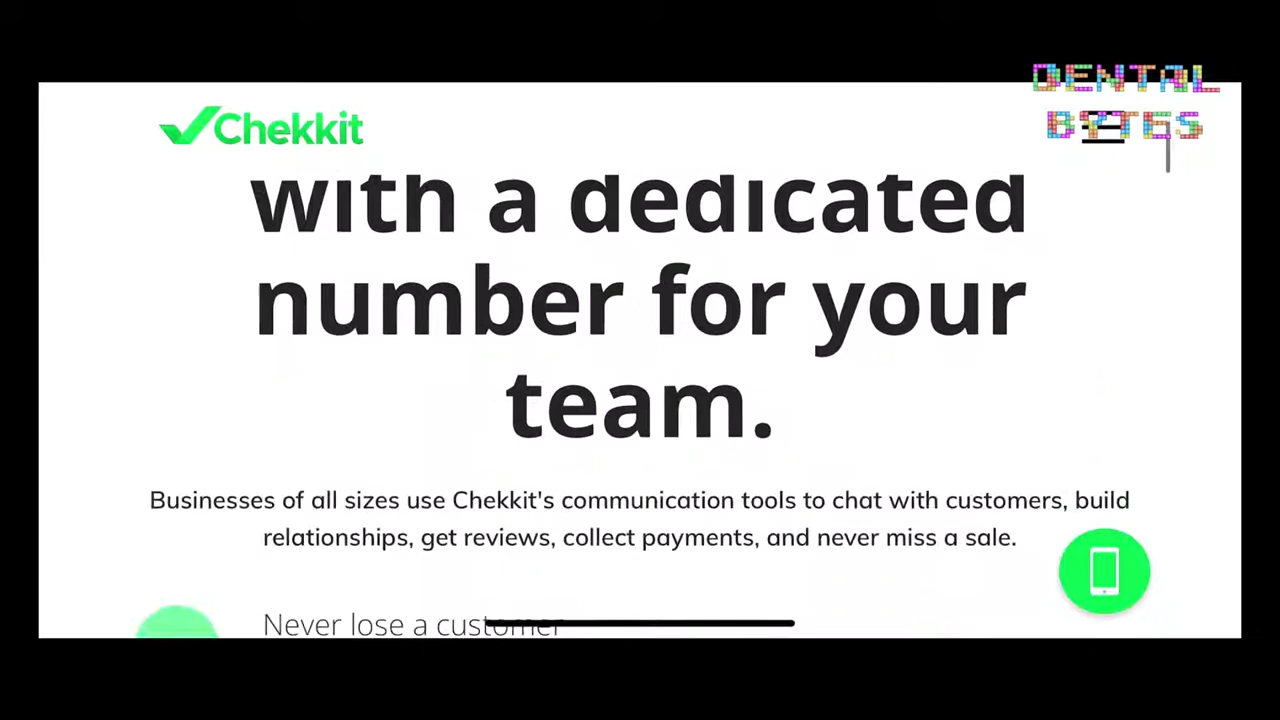 DENTAL
BYTES
Chekkit
with a dedicated
number for your
team.
Businesses of all sizes use Chekkit's communication tools to chat with customers, build
relationships, get reviews, collect payments, and never miss a sale.
Never lose a customer